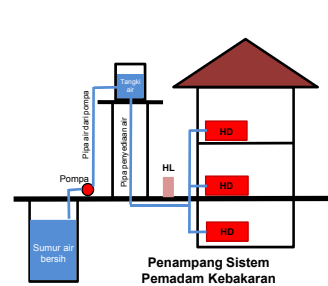 Tangki
air
Pipa air dari pompa
Pipa penyediaan air
HD
HL
Pompa
HD
HD
Sumur air
bersih
Penampang Sistem
Pemadam Kebakaran